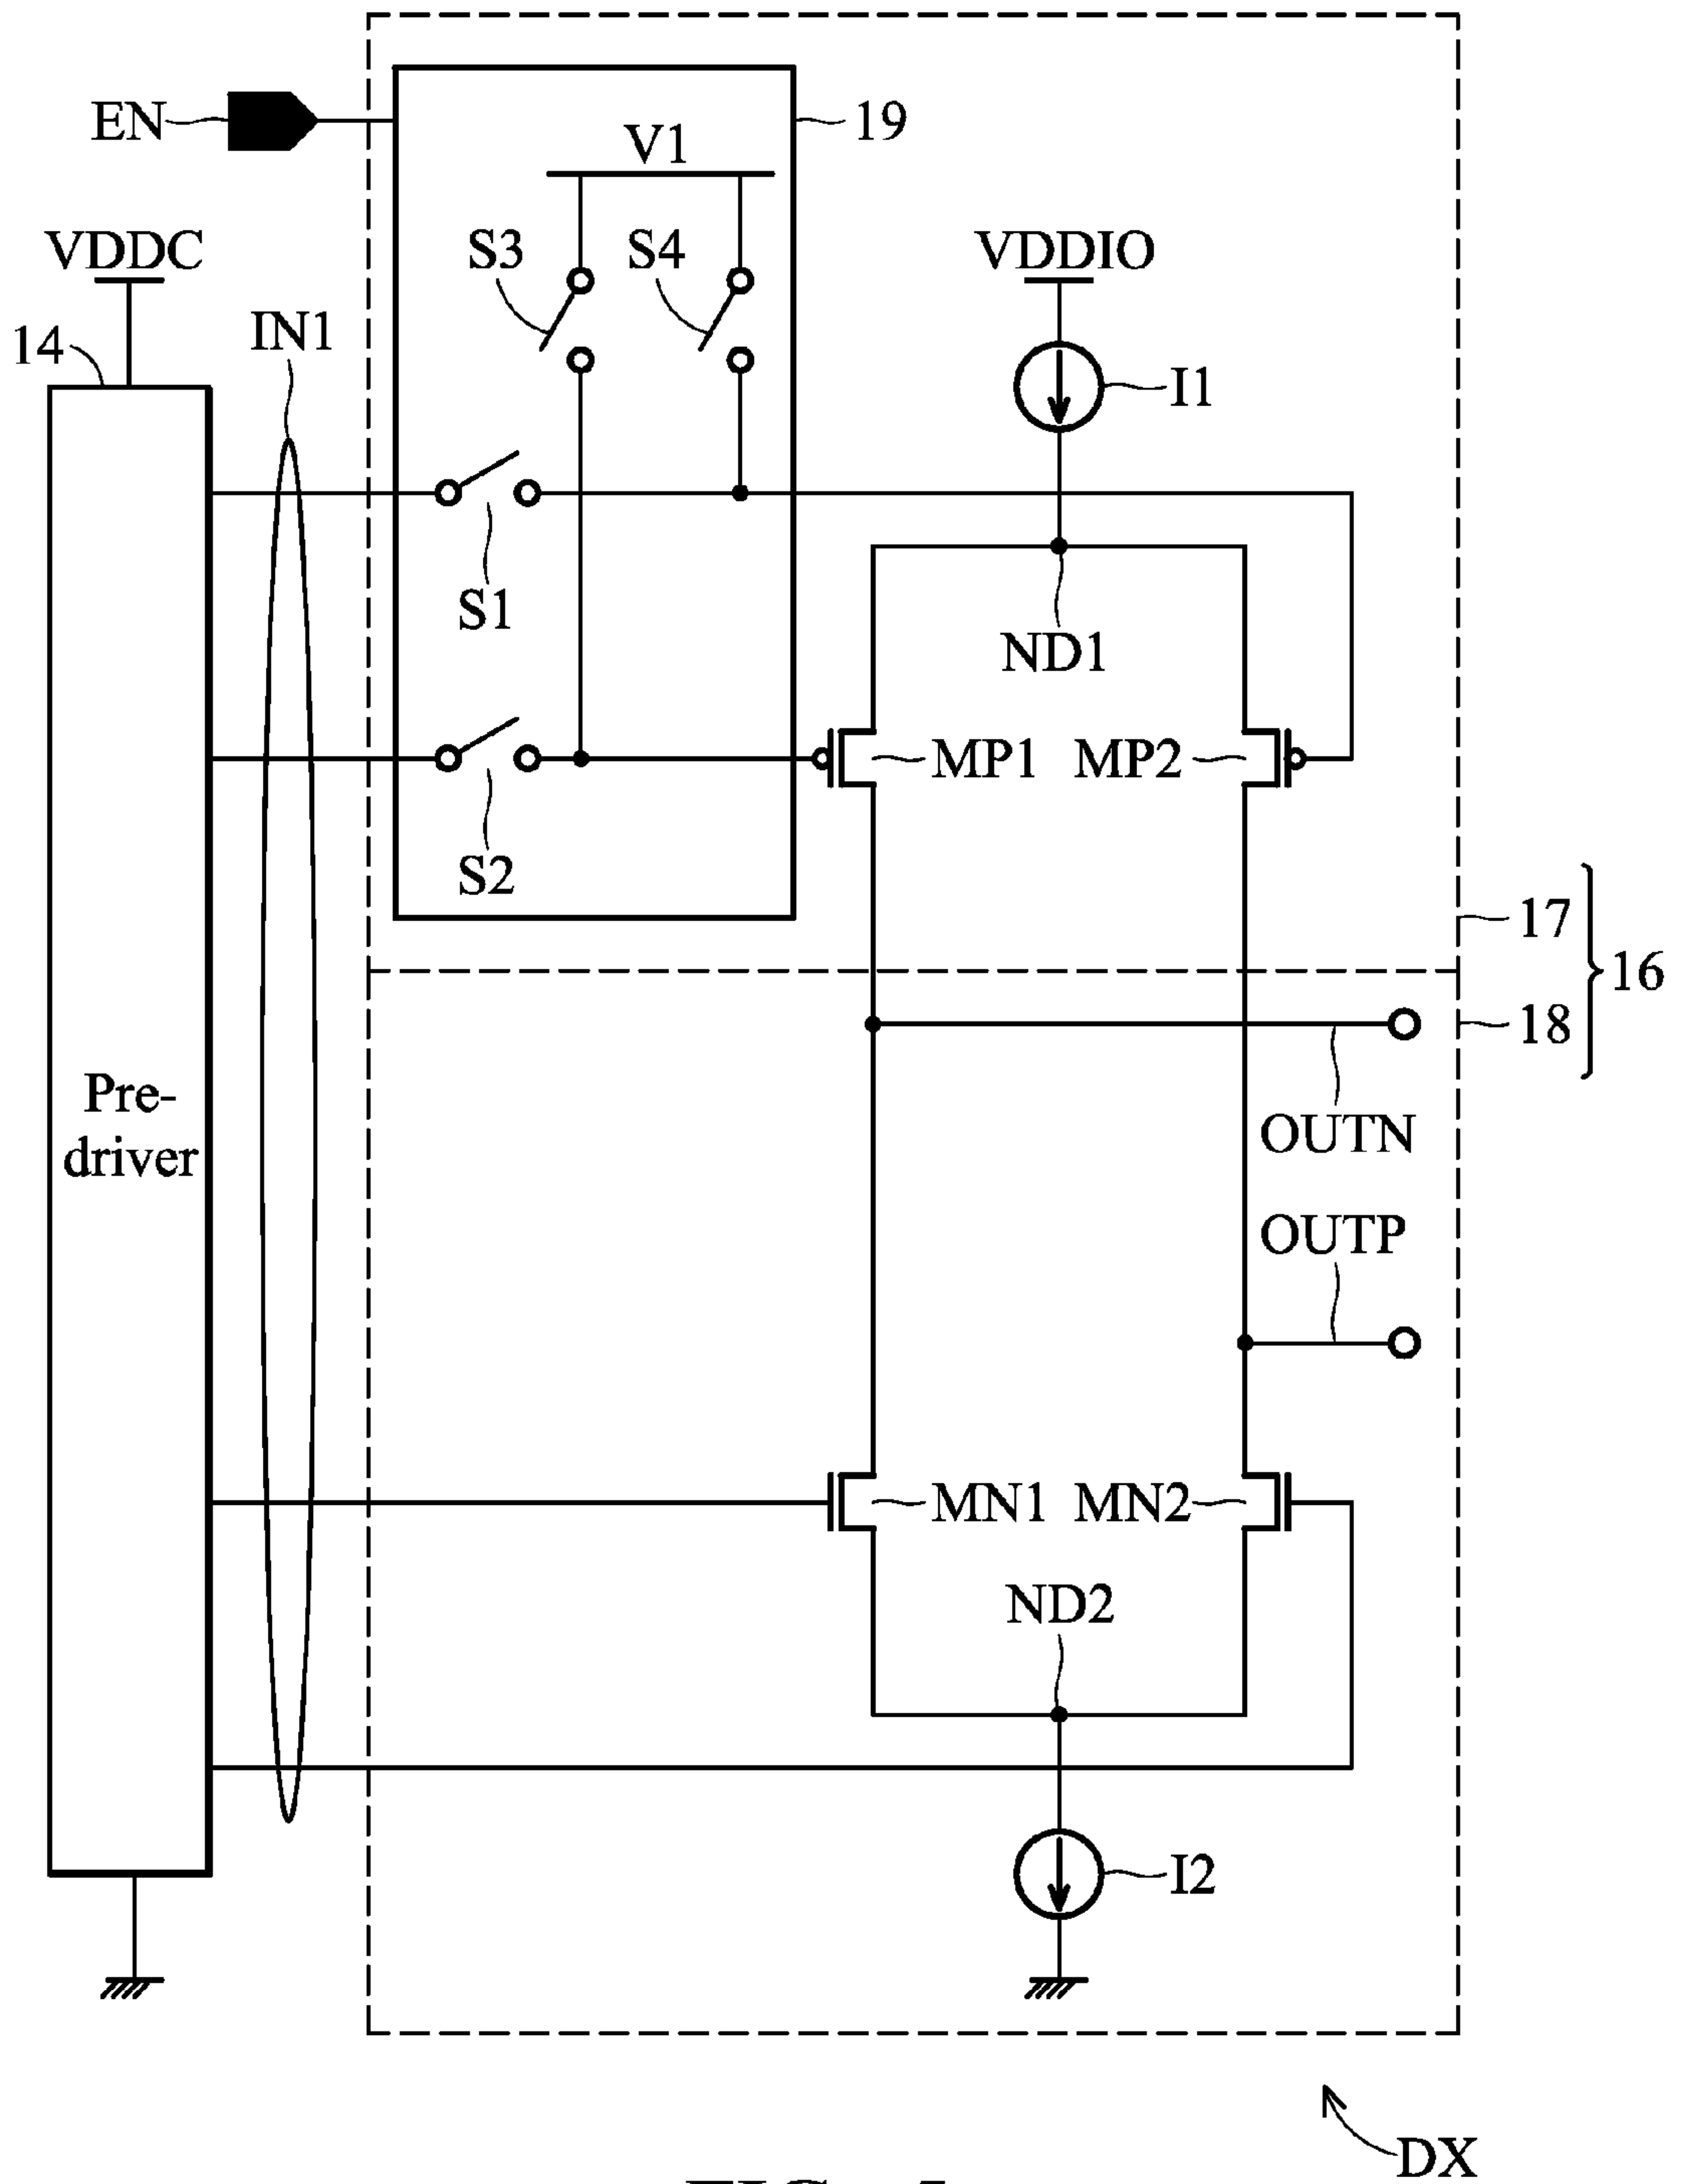 EN
19
V1
VDDC
S3
S4
VDDIO
IN1
14
I1
S1
ND1
MP1
MP2
S2
17
16
18
Pre-
driver
OUTN
OUTP
MN1
MN2
ND2
I2
DX